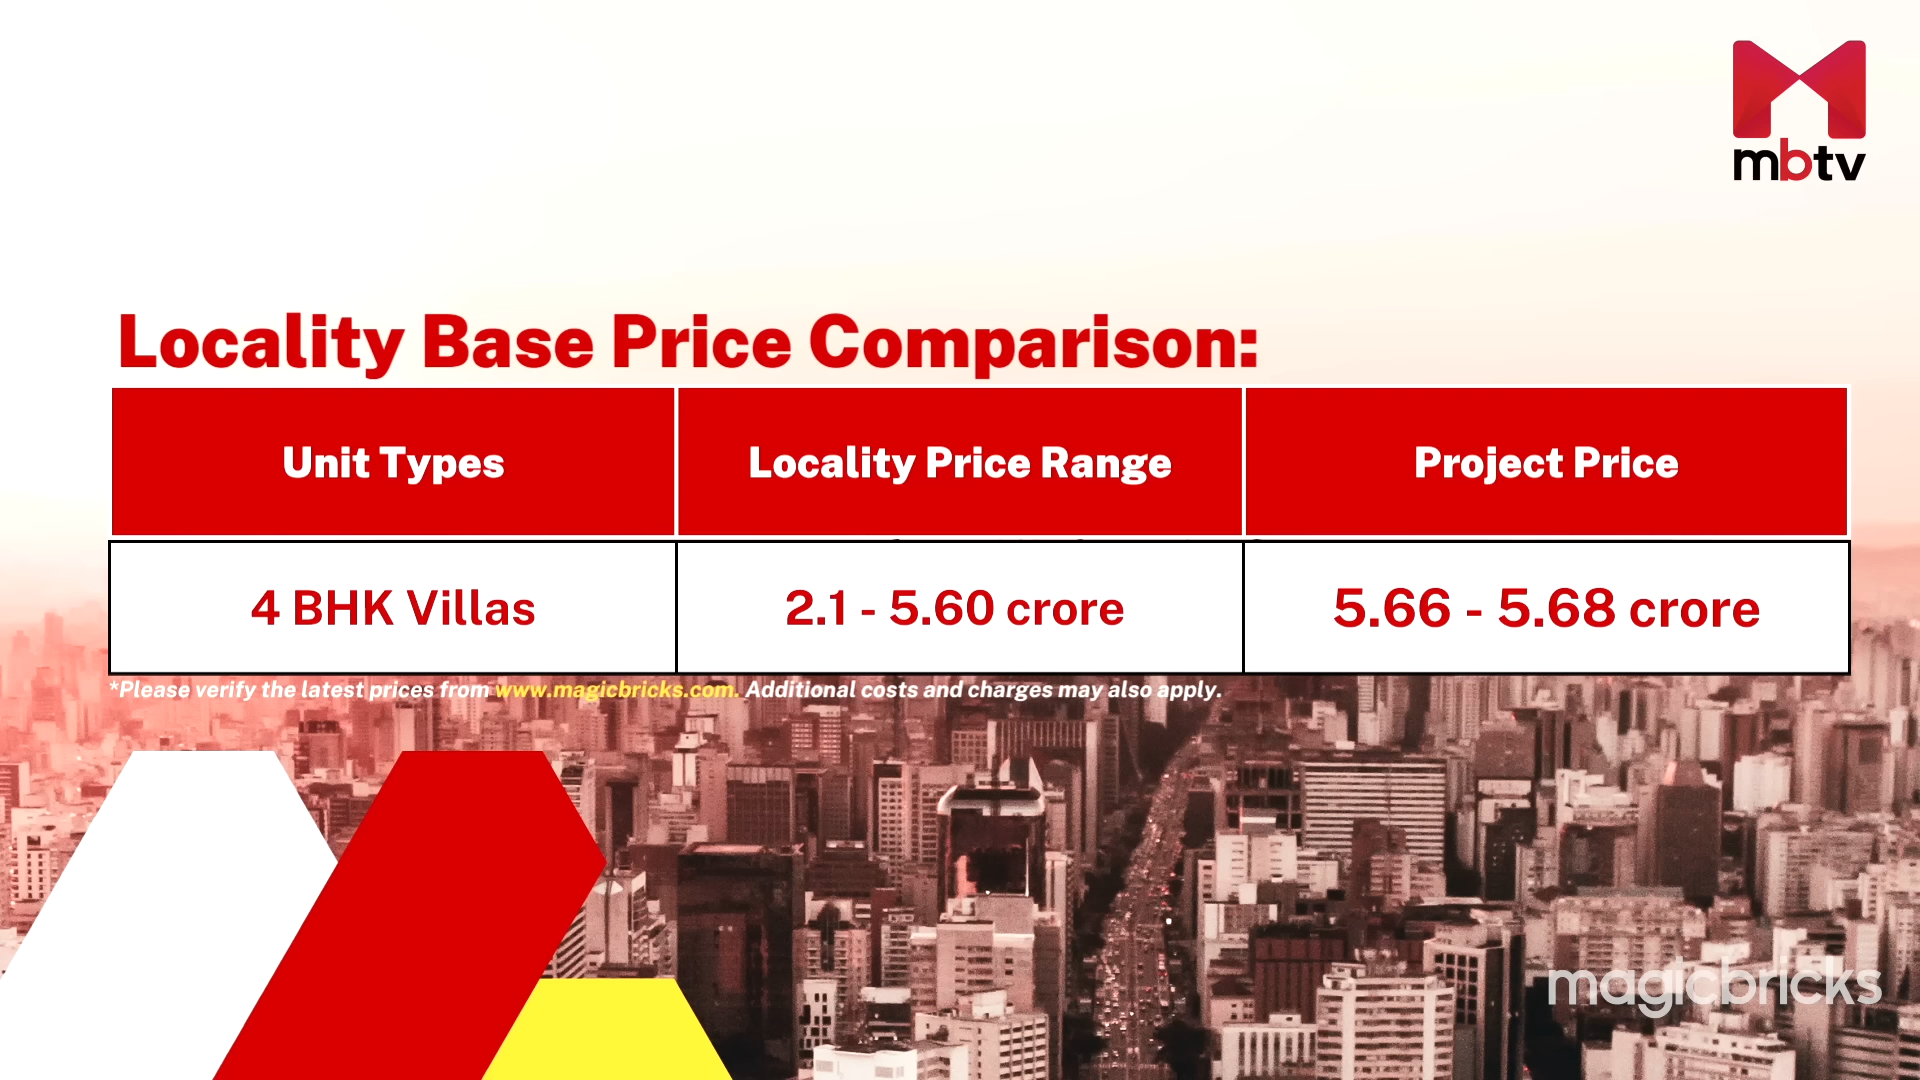 mbtv
Locality Base Price Comparison:
Unit Types
Locality Price Range
Project Price
4 BHK Villas
2.1 - 5.60 crore
5.66 - 5.68 crore
*Please verify the latest prices from www.magicbricks.com. Additional costs and charges may also apply.
magicbricks